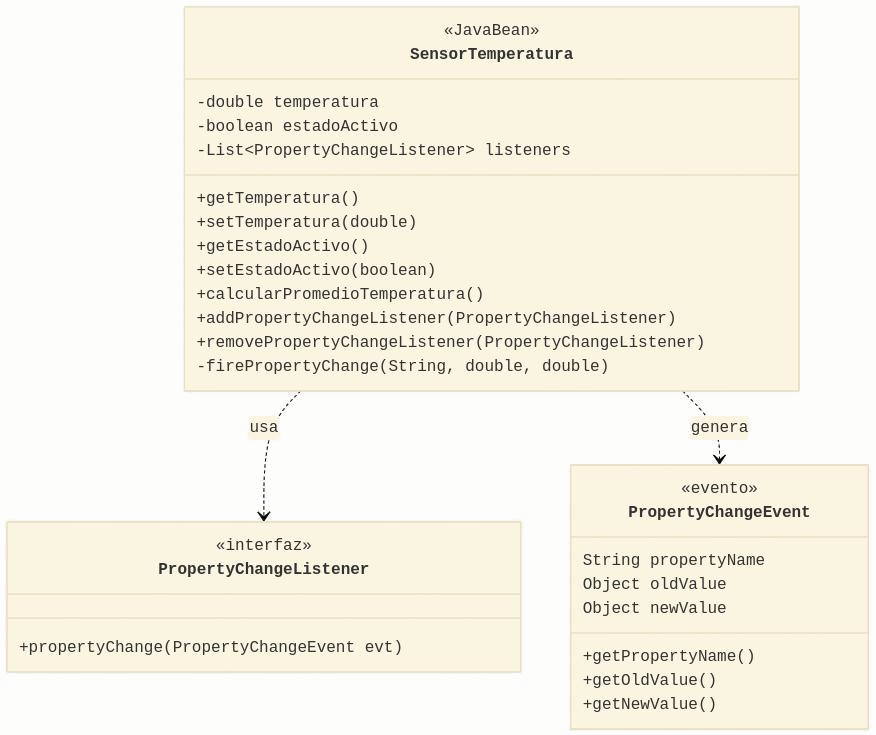 «JavaBean»
SensorTemperatura
-double temperatura
-boolean estadoActivo
-List<PropertyChangeListener> listeners
+getTemperatura()
+setTemperatura(double)
+getEstadoActivo()
+setEstadoActivo(boolean)
+calcularPromedioTemperatura()
+addPropertyChangeListener(PropertyChangeListener)
+removePropertyChangeListener(PropertyChangeListener)
-firePropertyChange(String, double, double)
usa
genera
«interfaz»
PropertyChangeListener
+propertyChange(PropertyChangeEvent evt)
«evento»
PropertyChangeEvent
String propertyName
Object oldValue
Object newValue
+getPropertyName()
+getOldValue()
+getNewValue()